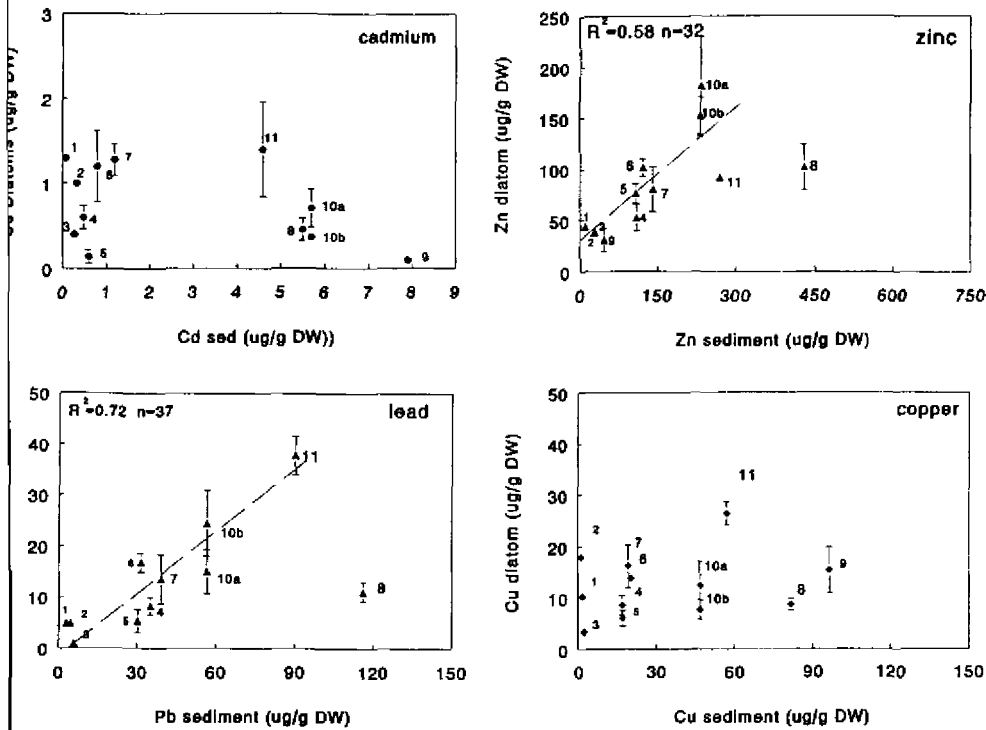 cadmium
3
2
1
0
1
2
3
4
5
6
7
11
8
10a
10b
9
0 1 2 3 4 5 6 7 8 9
Cd sed (ug/g DW))
R²=0.58 n=32
zinc
Zn diatom (ug/g DW)
250
200
150
100
50
0
10a
10b
6
5
7
4
11
8
1
2
9
0 150 300 450 600 750
Zn sediment (ug/g DW)
R²=0.72 n=37
lead
50
40
30
20
10
0
11
10b
10a
7
4
5
8
1
2
0 30 60 90 120 150
Pb sediment (ug/g DW)
copper
Cu diatom (ug/g DW)
50
40
30
20
10
0
11
2
7
6
1
4
10a
10b
5
3
8
9
0 30 60 90 120 150
Cu sediment (ug/g DW)